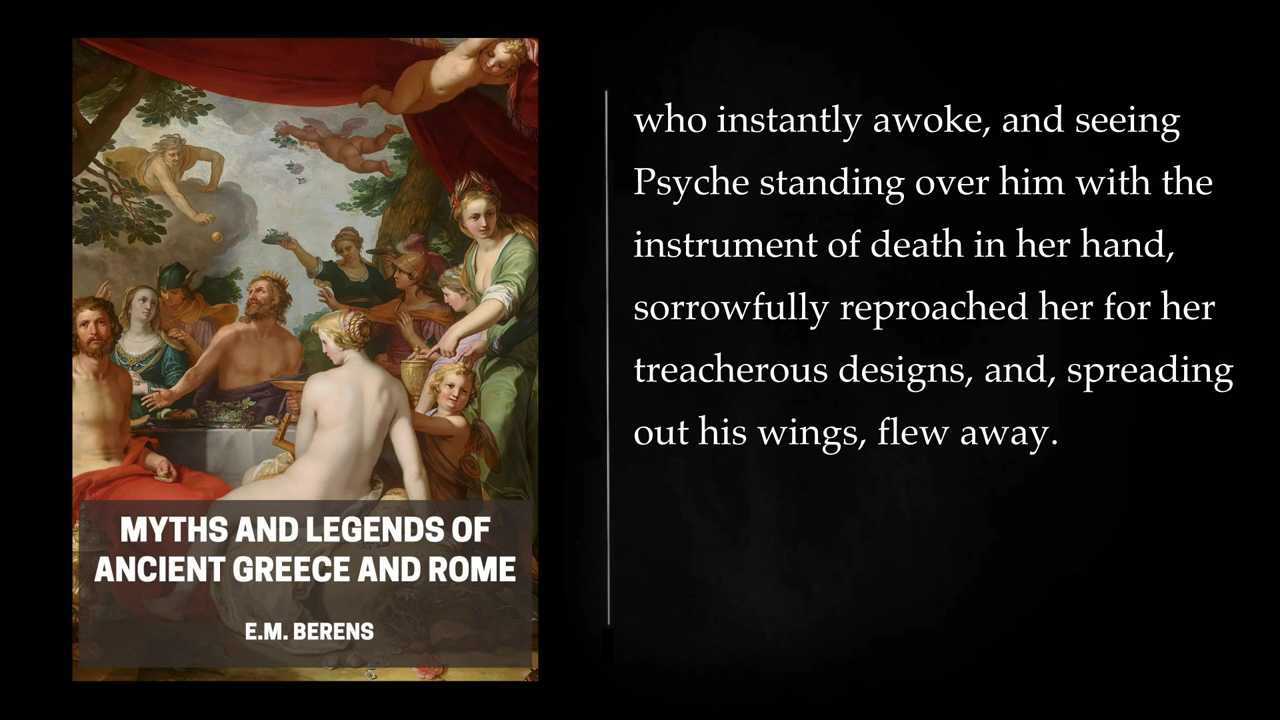 MYTHS AND LEGENDS OF
ANCIENT GREECE AND ROME
E.M. BERENS
who instantly awoke, and seeing
Psyche standing over him with the
instrument of death in her hand,
sorrowfully reproached her for her
treacherous designs, and, spreading
out his wings, flew away.